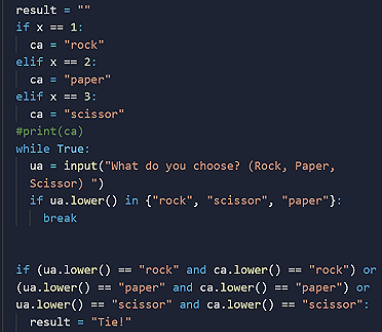 result = ""
if x == 1:
  ca = "rock"
elif x == 2:
  ca = "paper"
elif x == 3:
  ca = "scissor"
#print(ca)
while True:
  ua = input("What do you choose? (Rock, Paper,
  Scissor) ")
  if ua.lower() in {"rock", "scissor", "paper"}:
    break
if (ua.lower() == "rock" and ca.lower() == "rock") or
(ua.lower() == "paper" and ca.lower() == "paper") or
ua.lower() == "scissor" and ca.lower() == "scissor":
  result = "Tie!"